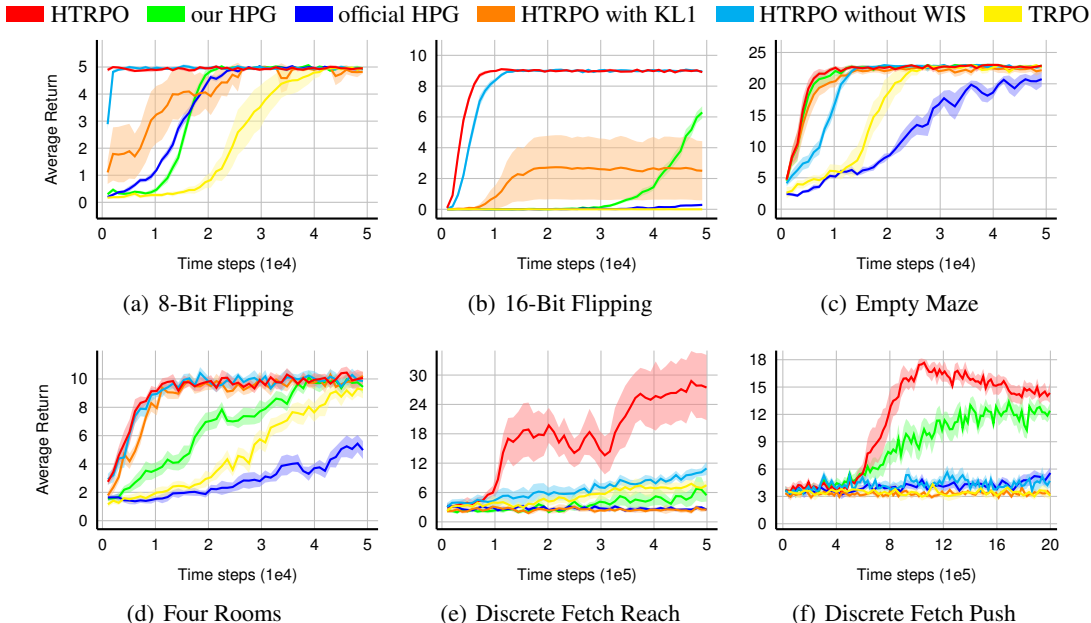 HTRPO our HPG official HPG HTRPO with KL1 HTRPO without WIS TRPO
Average Return
5
4
3
2
1
0
0 1 2 3 4 5
Time steps (1e4)
(a) 8-Bit Flipping
10
8
6
4
2
0
0 1 2 3 4 5
Time steps (1e4)
(b) 16-Bit Flipping
25
20
15
10
5
0
0 1 2 3 4 5
Time steps (1e4)
(c) Empty Maze
Average Return
10
8
6
4
2
0
0 1 2 3 4 5
Time steps (1e4)
(d) Four Rooms
30
24
18
12
6
0
0 1 2 3 4 5
Time steps (1e5)
(e) Discrete Fetch Reach
18
15
12
9
6
3
0
0 4 8 12 16 20
Time steps (1e5)
(f) Discrete Fetch Push